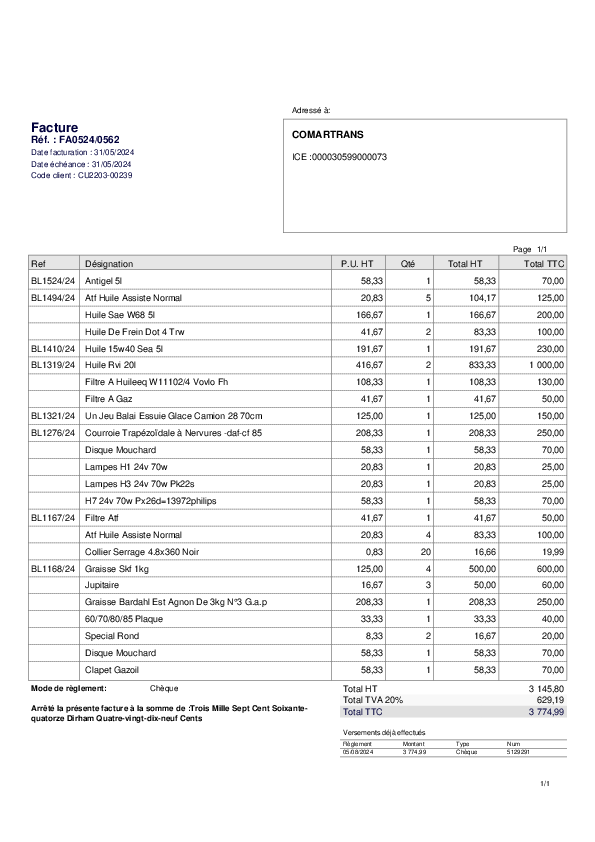 Adressé à:
Facture
Réf. : FA0524/0562
Date facturation : 31/05/2024
Date échéance : 31/05/2024
Code client : CU2203-00239
COMARTRANS
ICE :000030599000073
Page 1/1
Ref Désignation P.U. HT Qté Total HT Total TTC
BL1524/24 Antigel 5l 58,33 1 58,33 70,00
BL1494/24 Atf Huile Assiste Normal 20,83 5 104,17 125,00
Huile Sae W68 5l 166,67 1 166,67 200,00
Huile De Frein Dot 4 Trw 41,67 2 83,33 100,00
BL1410/24 Huile 15w40 Sea 5l 191,67 1 191,67 230,00
BL1319/24 Huile Rvi 20l 416,67 2 833,33 1 000,00
Filtre A Huileeq W11102/4 Vovlo Fh 108,33 1 108,33 130,00
Filtre A Gaz 41,67 1 41,67 50,00
BL1321/24 Un Jeu Balai Essuie Glace Camion 28 70cm 125,00 1 125,00 150,00
BL1276/24 Courroie Trapézoïdale à Nervures -daf-cf 85 208,33 1 208,33 250,00
Disque Mouchard 58,33 1 58,33 70,00
Lampes H1 24v 70w 20,83 1 20,83 25,00
Lampes H3 24v 70w Pk22s 20,83 1 20,83 25,00
H7 24v 70w Px26d=13972philips 58,33 1 58,33 70,00
BL1167/24 Filtre Atf 41,67 1 41,67 50,00
Atf Huile Assiste Normal 20,83 4 83,33 100,00
Collier Serrage 4.8x360 Noir 0,83 20 16,66 19,99
BL1168/24 Graisse Skf 1kg 125,00 4 500,00 600,00
Jupitaire 16,67 3 50,00 60,00
Graisse Bardahl Est Agnon De 3kg N°3 G.a.p 208,33 1 208,33 250,00
60/70/80/85 Plaque 33,33 1 33,33 40,00
Special Rond 8,33 2 16,67 20,00
Disque Mouchard 58,33 1 58,33 70,00
Clapet Gazoil 58,33 1 58,33 70,00
Mode de règlement: Chèque
Total HT 3 145,80
Total TVA 20% 629,19
Total TTC 3 774,99
Arrêté la présente facture à la somme de :Trois Mille Sept Cent Soixante-
quatorze Dirham Quatre-vingt-dix-neuf Cents
Versements déjà effectués
Règlement Montant Type Num
05/08/2024 3 774,99 Chèque 5129291
1/1